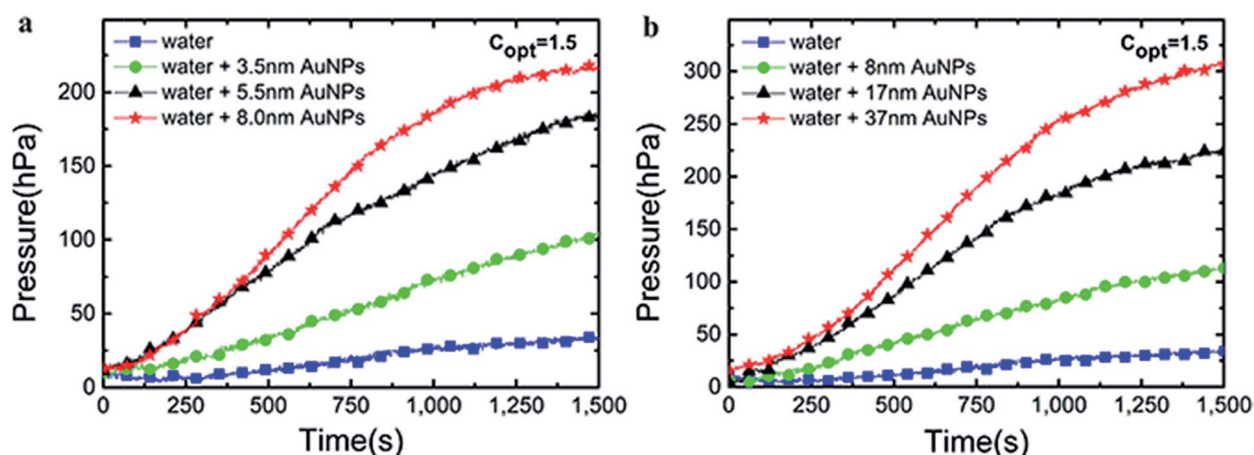 a
water
water + 3.5nm AuNPs
water + 5.5nm AuNPs
water + 8.0nm AuNPs
Copt=1.5
Pressure(hPa)
200
150
100
50
0
0 250 500 750 1,000 1,250 1,500
Time(s)
b
water
water + 8nm AuNPs
water + 17nm AuNPs
water + 37nm AuNPs
Copt=1.5
Pressure(hPa)
300
250
200
150
100
50
0
0 250 500 750 1,000 1,250 1,500
Time(s)